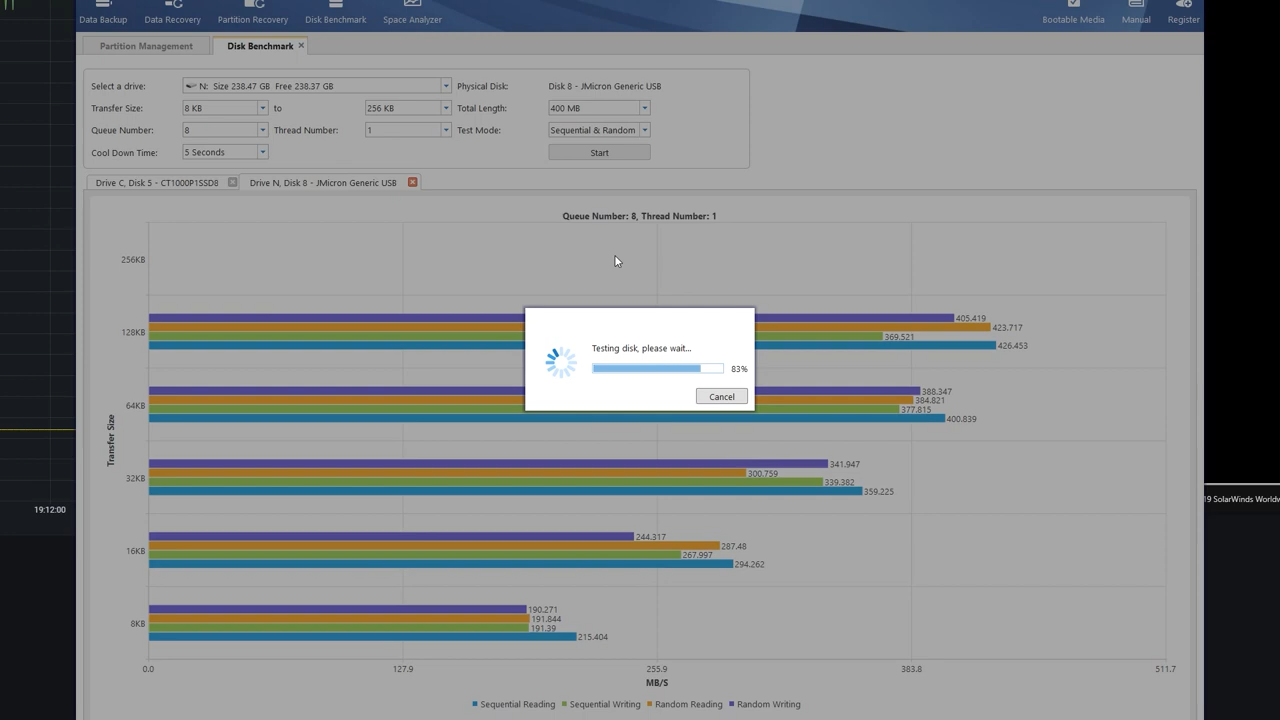 Data Backup Data Recovery Partition Recovery Disk Benchmark Space Analyzer Bootable Media Manual Register
Partition Management Disk Benchmark
Select a drive: N: Size 238.47 GB Free 238.37 GB Physical Disk: Disk 8 - JMicron Generic USB
Transfer Size: 8 KB to 256 KB Total Length: 400 MB
Queue Number: 8 Thread Number: 1 Test Mode: Sequential & Random
Cool Down Time: 5 Seconds Start
Drive C, Disk 5 - CT1000P1SSD8 Drive N, Disk 8 - JMicron Generic USB
Queue Number: 8, Thread Number: 1
256KB
Testing disk, please wait...
83%
Cancel
128KB
405.419
423.717
369.521
426.453
64KB
388.347
384.821
377.815
400.839
Transfer Size
32KB
341.947
300.759
339.382
359.225
16KB
244.317
287.48
267.997
294.262
8KB
190.271
191.844
191.39
215.404
0.0 127.9 255.9 383.8 511.7
MB/S
Sequential Reading Sequential Writing Random Reading Random Writing
19:12:00
19 SolarWinds Worldw